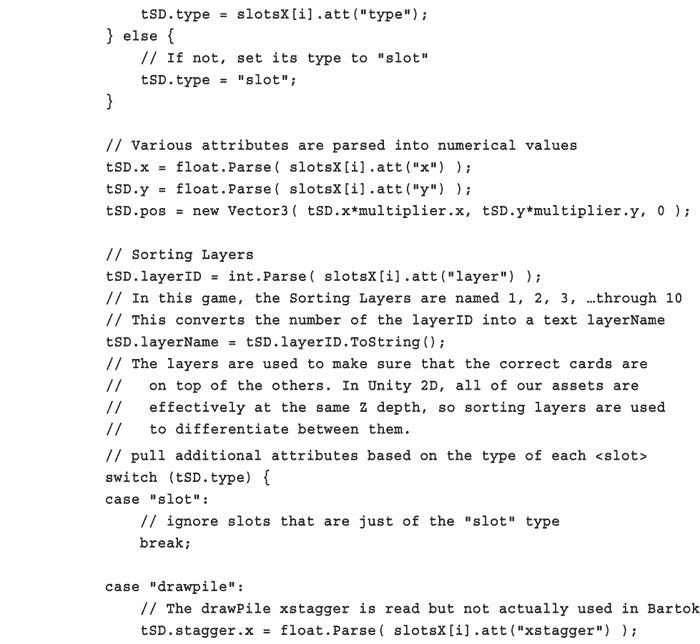 tSD.type = slotsX[i].att("type");
} else {
// If not, set its type to "slot"
tSD.type = "slot";
}
// Various attributes are parsed into numerical values
tSD.x = float.Parse( slotsX[i].att("x") );
tSD.y = float.Parse( slotsX[i].att("y") );
tSD.pos = new Vector3( tSD.x*multiplier.x, tSD.y*multiplier.y, 0 );
// Sorting Layers
tSD.layerID = int.Parse( slotsX[i].att("layer") );
// In this game, the Sorting Layers are named 1, 2, 3, …through 10
// This converts the number of the layerID into a text layerName
tSD.layerName = tSD.layerID.ToString();
// The layers are used to make sure that the correct cards are
// on top of the others. In Unity 2D, all of our assets are
// effectively at the same Z depth, so sorting layers are used
// to differentiate between them.
// pull additional attributes based on the type of each <slot>
switch (tSD.type) {
case "slot":
// ignore slots that are just of the "slot" type
break;
case "drawpile":
// The drawPile xstagger is read but not actually used in Bartok
tSD.stagger.x = float.Parse( slotsX[i].att("xstagger") );